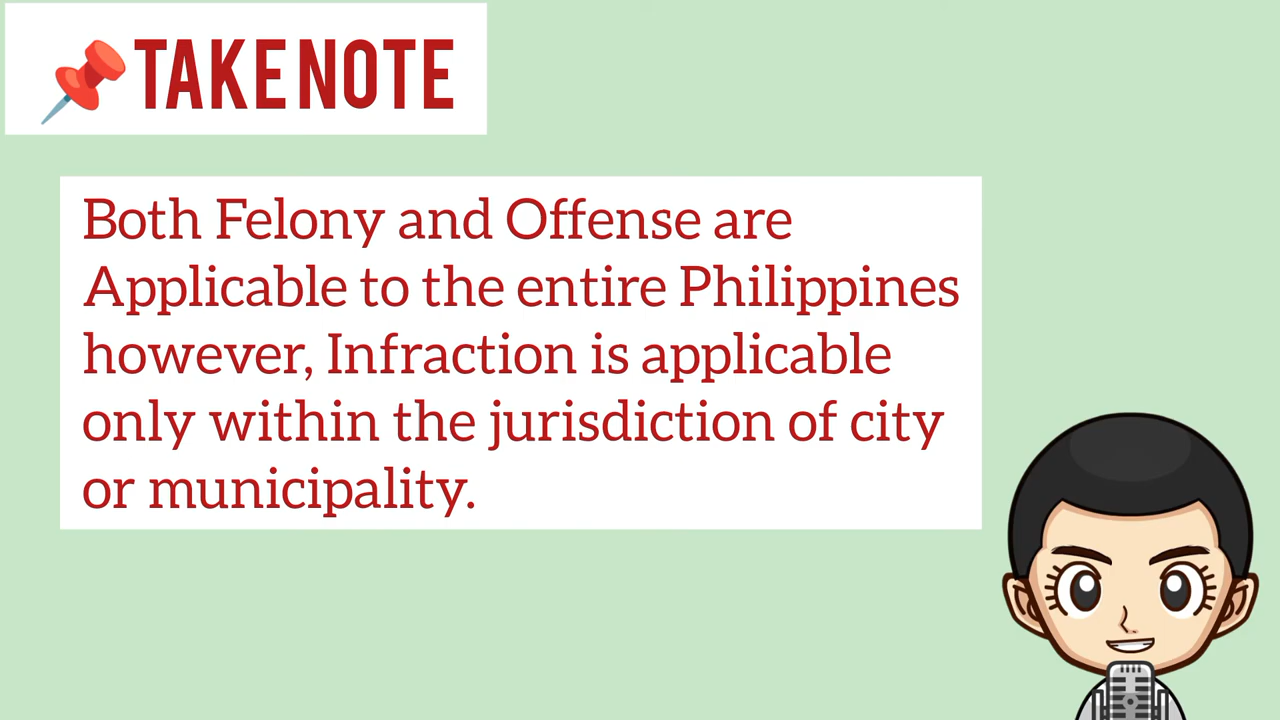 TAKE NOTE
Both Felony and Offense are
Applicable to the entire Philippines
however, Infraction is applicable
only within the jurisdiction of city
or municipality.